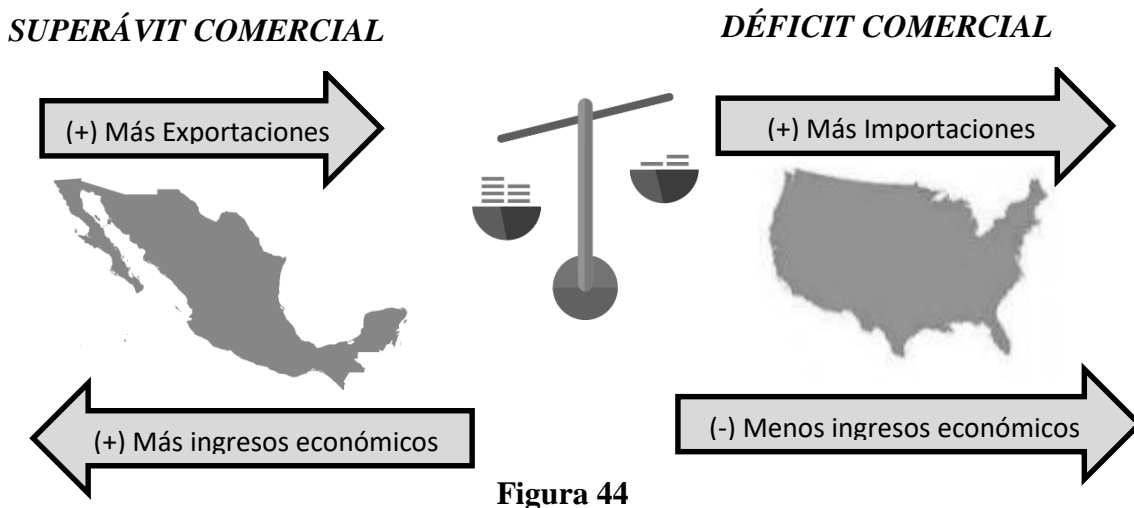 SUPERÁVIT COMERCIAL
DÉFICIT COMERCIAL
(+) Más Exportaciones
(+) Más Importaciones
(+) Más ingresos económicos
(-) Menos ingresos económicos
Figura 44